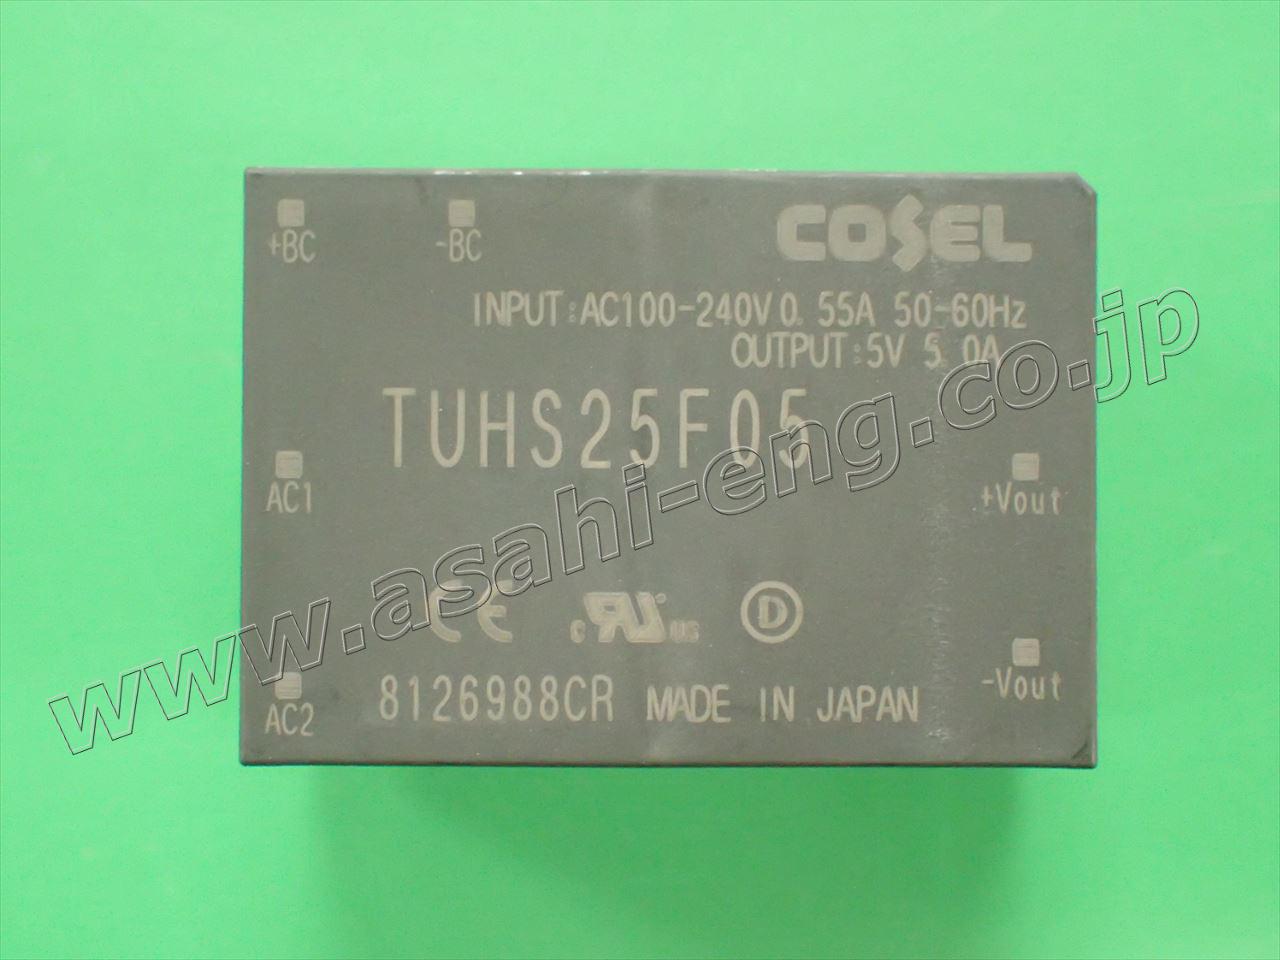 +BC
-BC
COSEL
INPUT:AC100-240V 0.55A 50-60Hz
OUTPUT:5V 5.0A
TUHS25F05
AC1
+Vout
www.asahi-eng.co.jp
CE
c RU us
D
-Vout
AC2
8126988CR MADE IN JAPAN